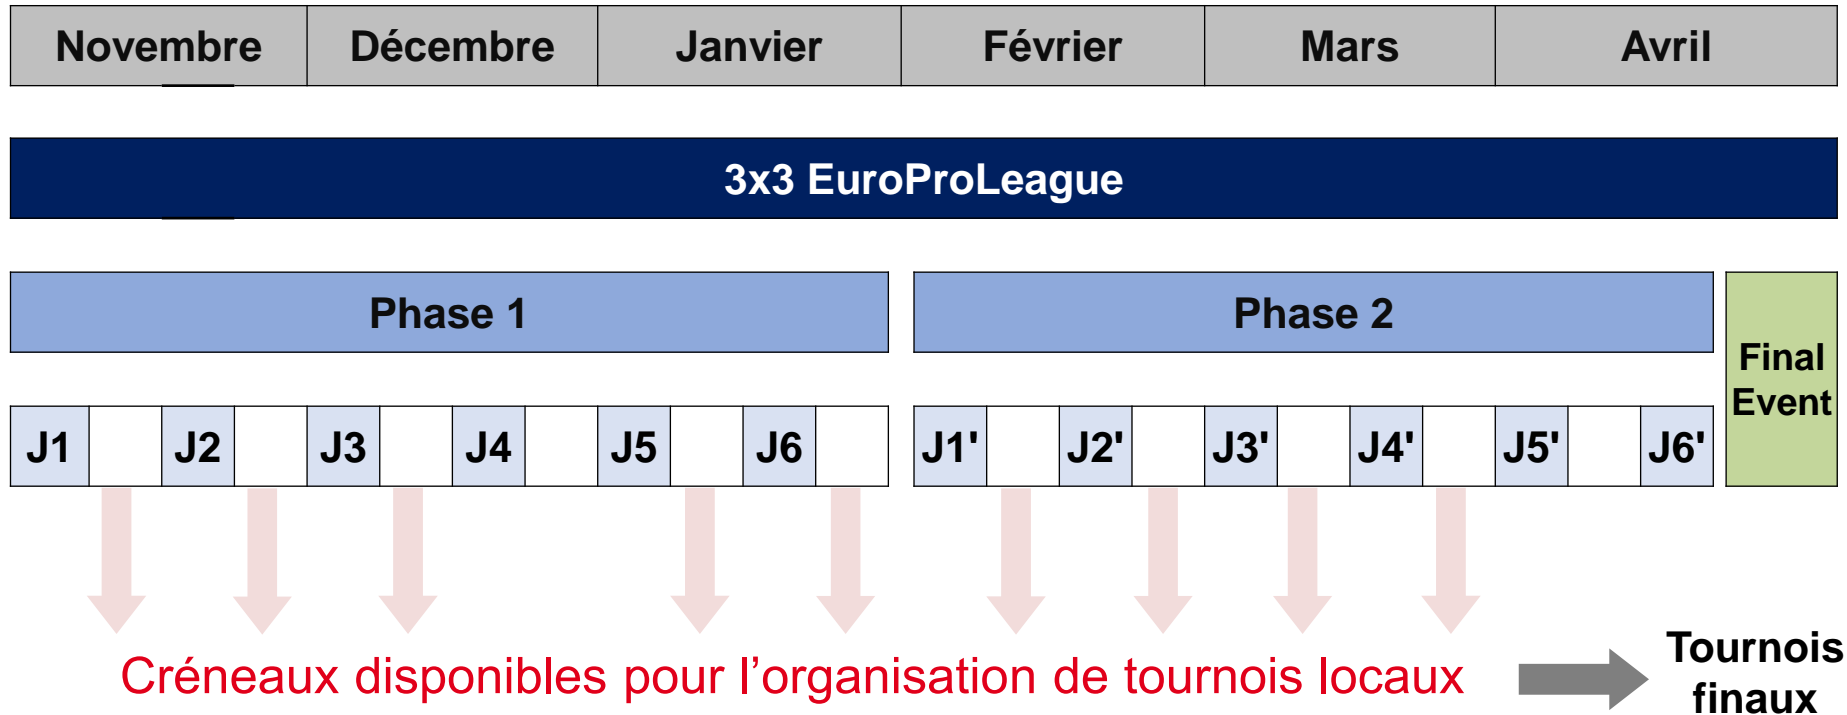 Novembre Décembre Janvier Février Mars Avril
3x3 EuroProLeague
Phase 1 Phase 2
Final
Event
J1 J2 J3 J4 J5 J6 J1' J2' J3' J4' J5' J6'
Créneaux disponibles pour l’organisation de tournois locaux
Tournois
finaux